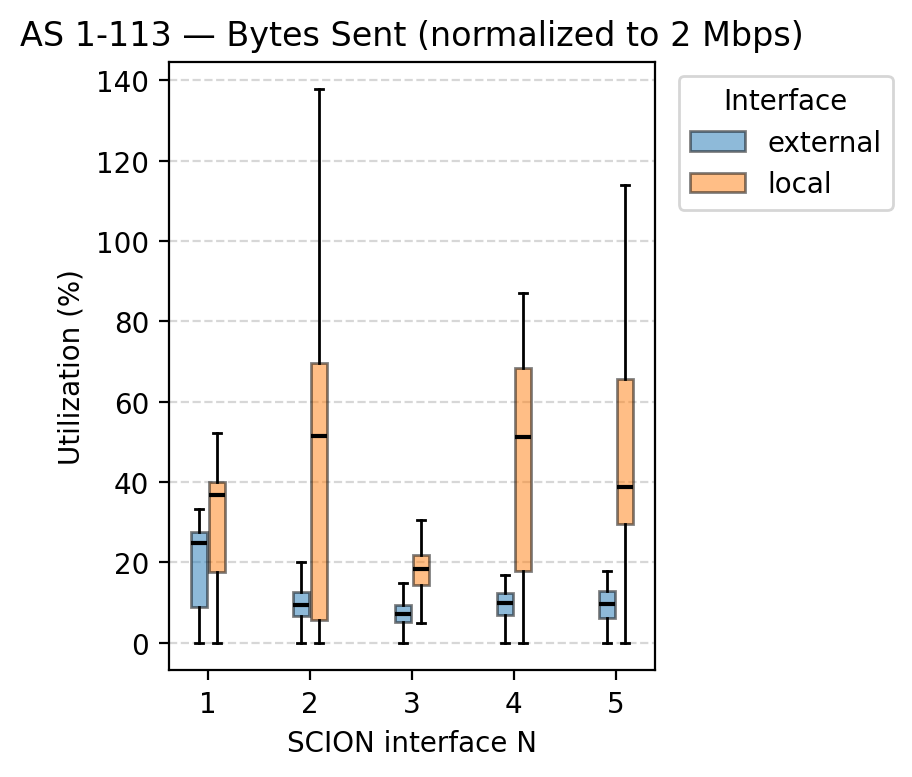 AS 1-113 — Bytes Sent (normalized to 2 Mbps)
Interface
external
local
Utilization (%)
140
120
100
80
60
40
20
0
1 2 3 4 5
SCION interface N